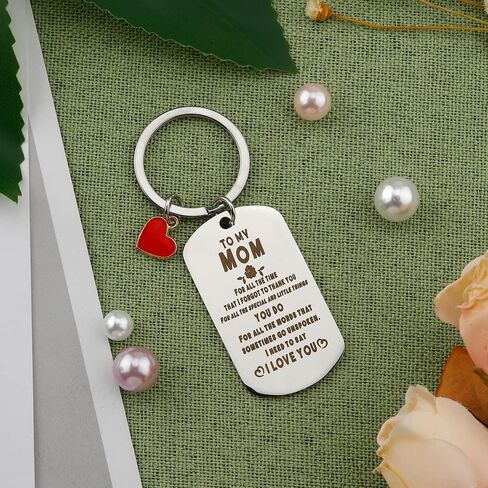 TO MY
MOM
FOR ALL THE TIME
THAT I FORGOT TO THANK YOU
FOR ALL THE SPECIAL AND LITTLE THINGS
YOU DO
FOR ALL THE WORDS THAT
SOMETIMES GO UNSPOKEN.
I NEED TO SAY
I LOVE YOU